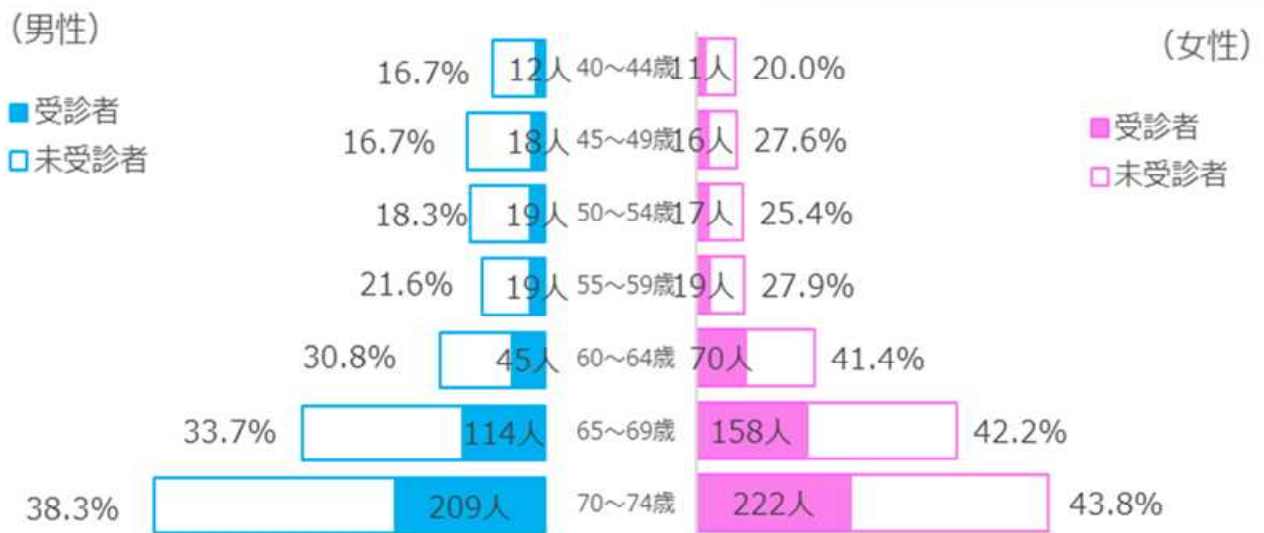 (男性)
(女性)
受診者
未受診者
受診者
未受診者
16.7% 12人 40～44歳 11人 20.0%
16.7% 18人 45～49歳 16人 27.6%
18.3% 19人 50～54歳 17人 25.4%
21.6% 19人 55～59歳 19人 27.9%
30.8% 45人 60～64歳 70人 41.4%
33.7% 114人 65～69歳 158人 42.2%
38.3% 209人 70～74歳 222人 43.8%